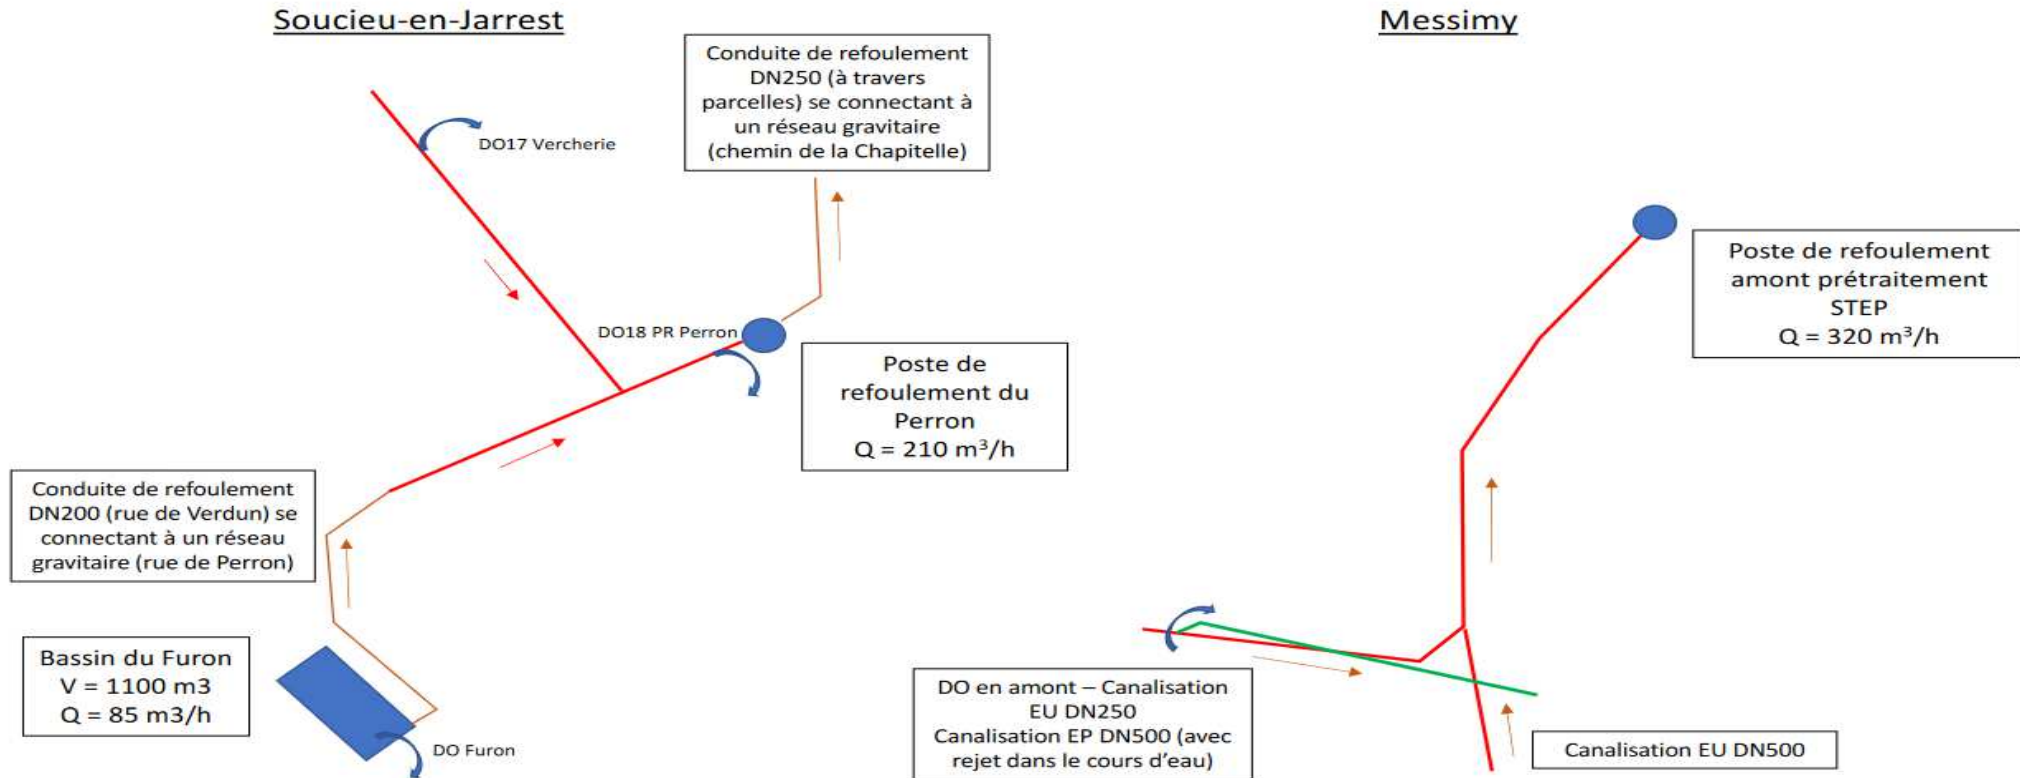 Soucieu-en-Jarrest
Messimy
Conduite de refoulement
DN250 (à travers
parcelles) se connectant à
un réseau gravitaire
(chemin de la Chapitelle)
DO17 Vercherie
Poste de refoulement
amont prétraitement
STEP
Q = 320 m³/h
DO18 PR Perron
Poste de
refoulement du
Perron
Q = 210 m³/h
Conduite de refoulement
DN200 (rue de Verdun) se
connectant à un réseau
gravitaire (rue de Perron)
Bassin du Furon
V = 1100 m3
Q = 85 m3/h
DO Furon
DO en amont – Canalisation
EU DN250
Canalisation EP DN500 (avec
rejet dans le cours d'eau)
Canalisation EU DN500